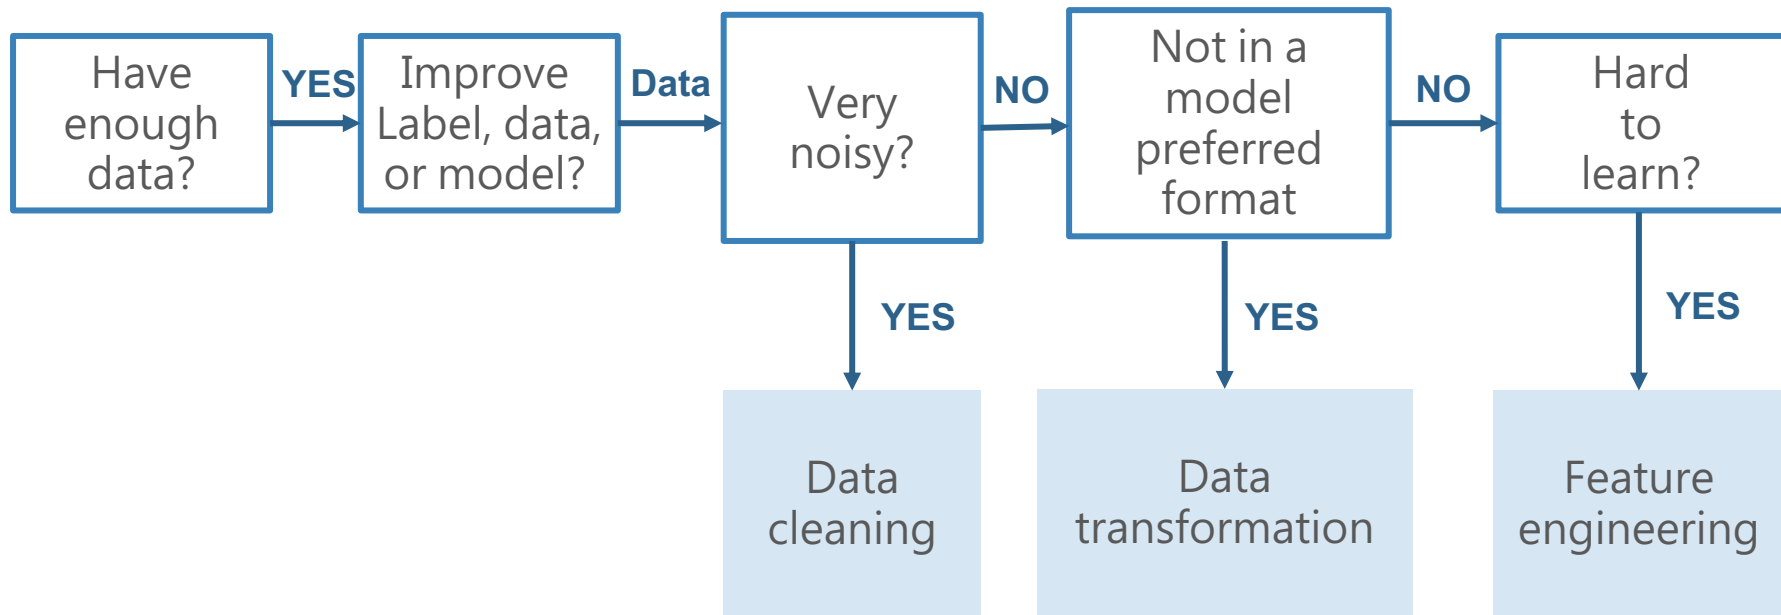 Have
enough
data?
YES
Improve
Label, data,
or model?
Data
Very
noisy?
NO
Not in a
model
preferred
format
NO
Hard
to
learn?
YES
YES
YES
Data
cleaning
Data
transformation
Feature
engineering